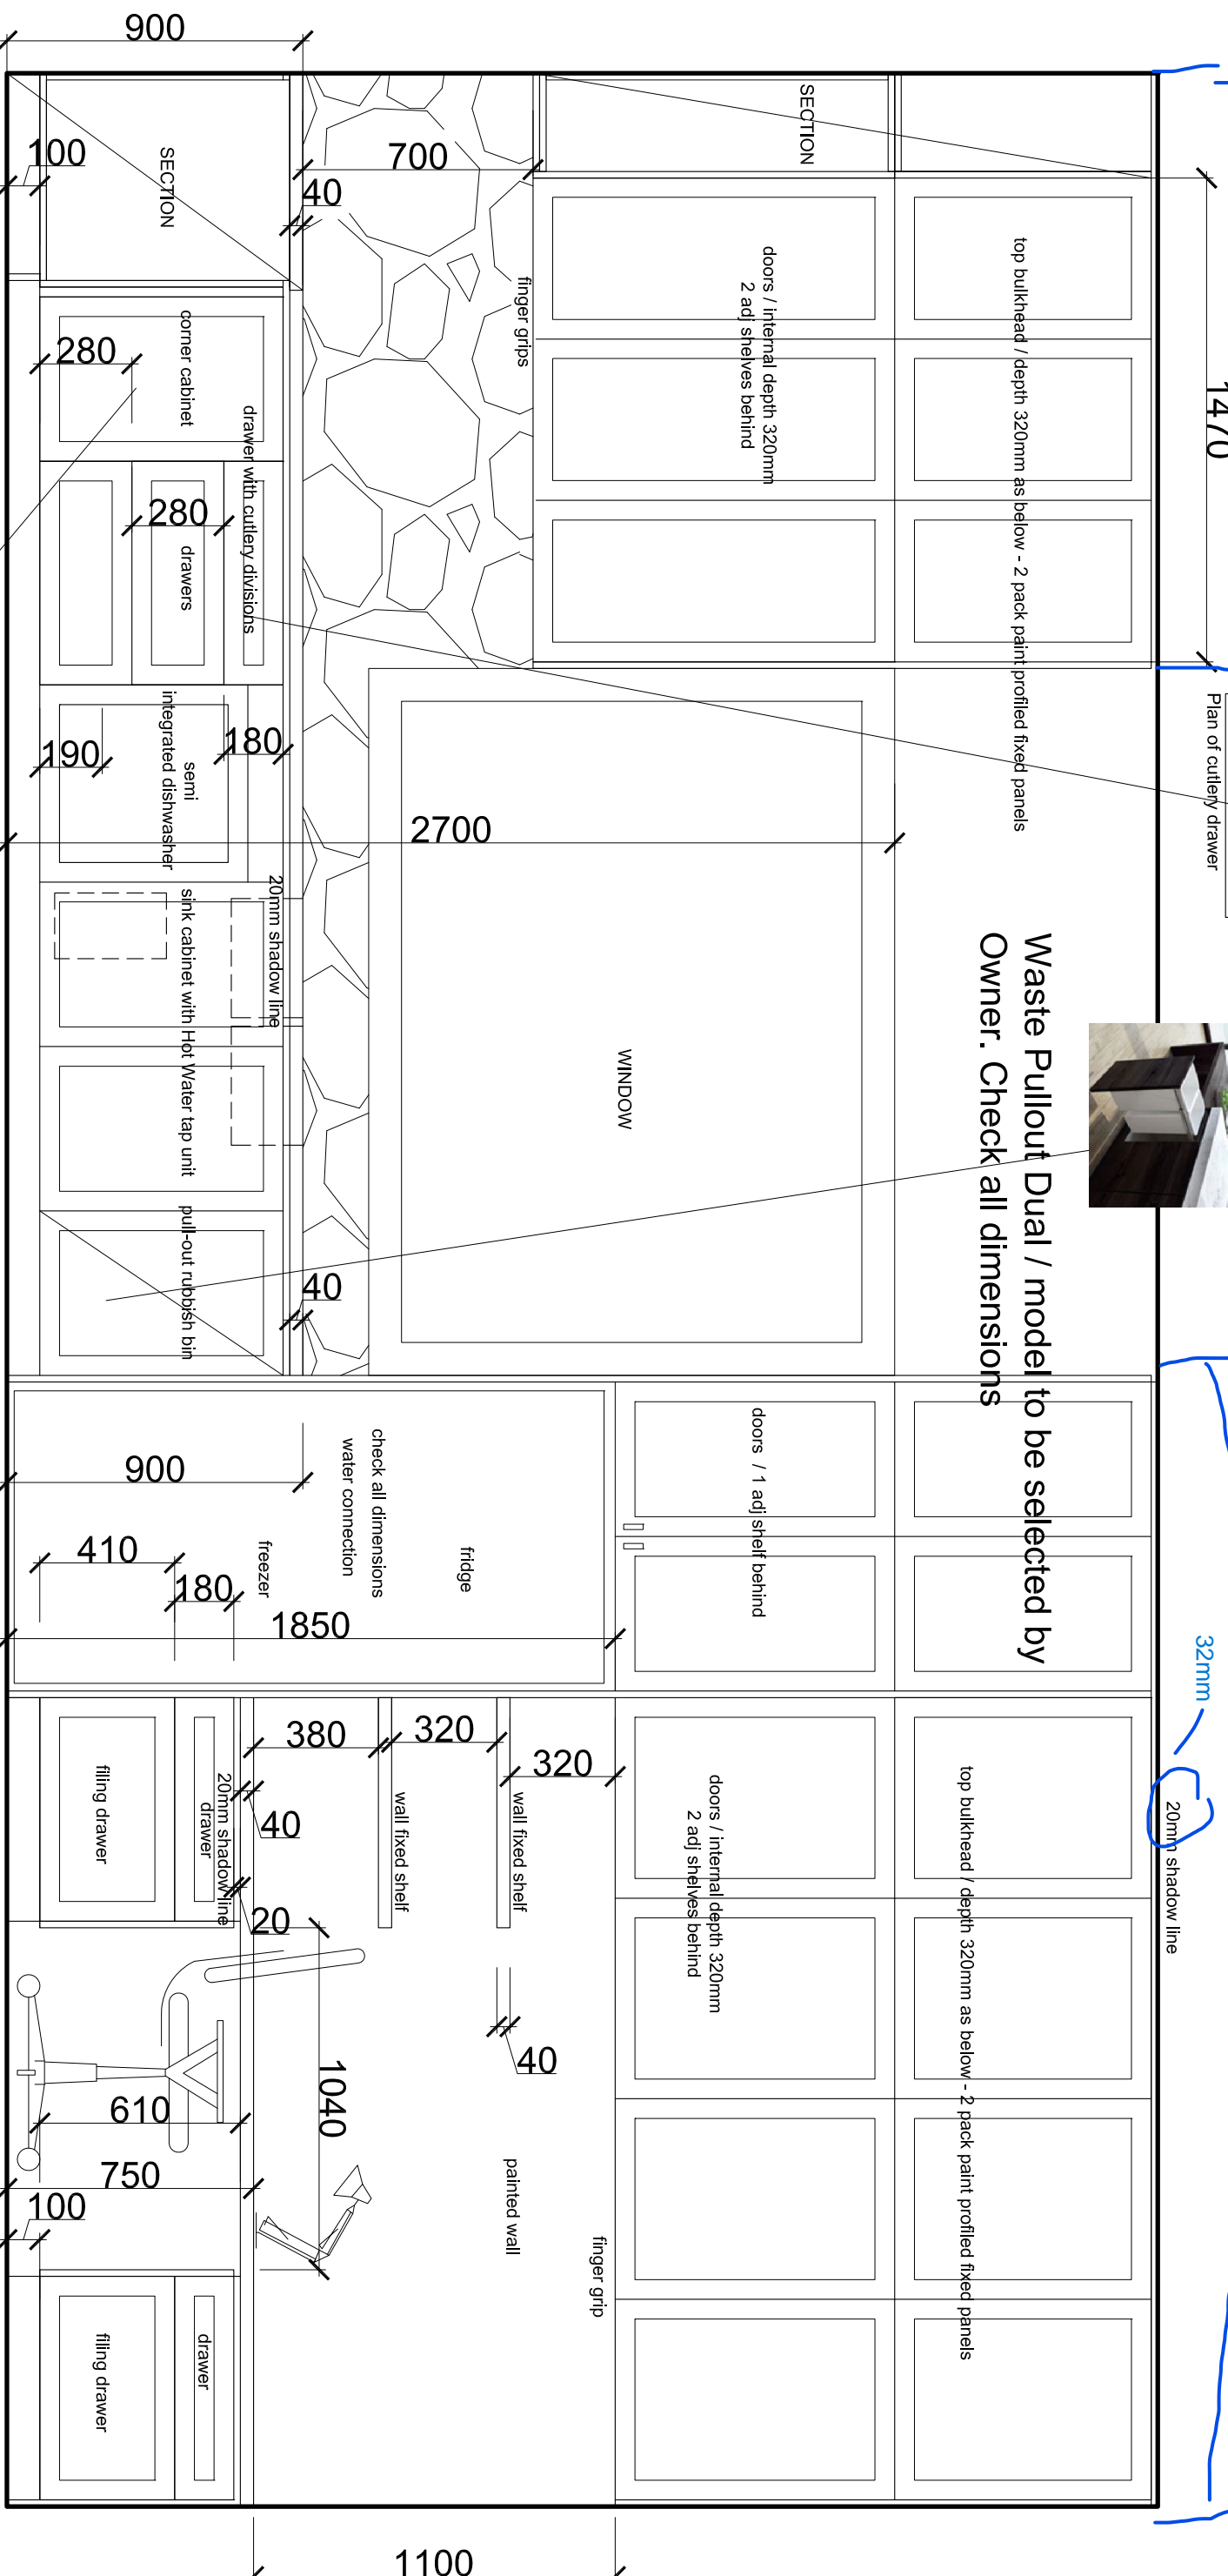 900
100
SECTION
700
40
SECTION
1470
280
corner cabinet
280
drawers
drawer with cutlery divisions
finger grips
doors / internal depth 320mm
2 adj shelves behind
top bulkhead / depth 320mm as below - 2 pack paint profiled fixed panels
Plan of cutlery drawer
190
180
semi
integrated dishwasher
2700
20mm shadow line
sink cabinet with Hot Water tap unit
WINDOW
Waste Pullout Dual / model to be selected by
Owner. Check all dimensions
pull-out rubbish bin
40
900
410
180
1850
check all dimensions
water connection
freezer
fridge
doors / 1 adj shelf behind
32mm
20mm shadow line
filing drawer
drawer
20mm shadow line
40
20
380
320
320
wall fixed shelf
wall fixed shelf
doors / internal depth 320mm
2 adj shelves behind
top bulkhead / depth 320mm as below - 2 pack paint profiled fixed panels
40
1040
610
750
100
painted wall
finger grip
filing drawer
drawer
1100